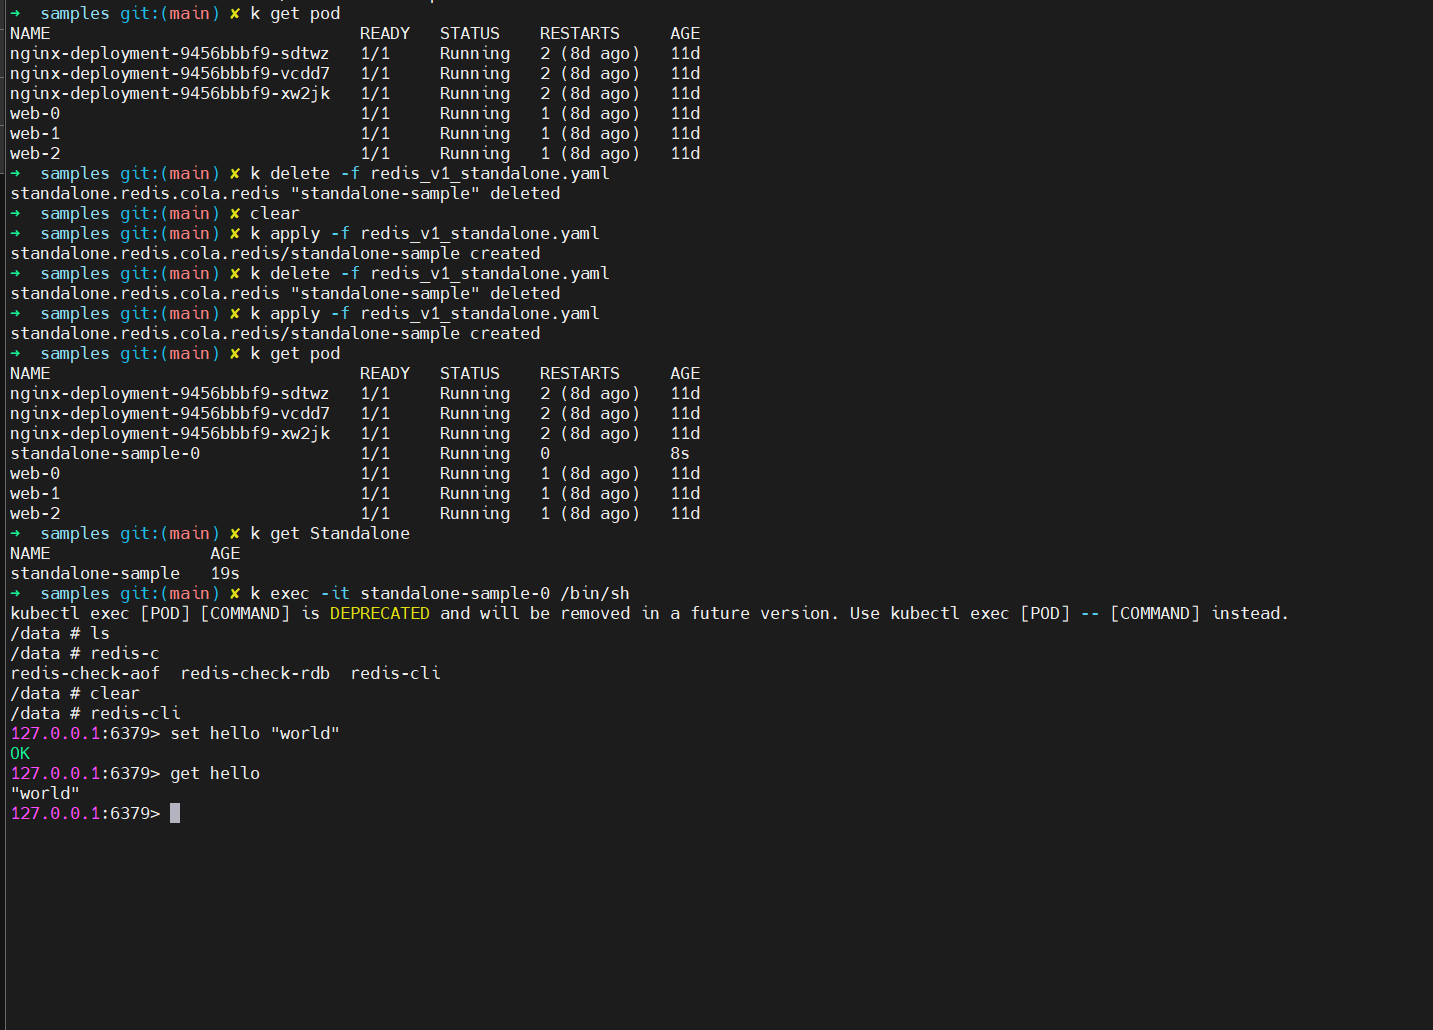 ➜  samples git:(main) ✘ k get pod
NAME                               READY   STATUS    RESTARTS     AGE
nginx-deployment-9456bbbf9-sdtwz   1/1     Running   2 (8d ago)   11d
nginx-deployment-9456bbbf9-vcdd7   1/1     Running   2 (8d ago)   11d
nginx-deployment-9456bbbf9-xw2jk   1/1     Running   2 (8d ago)   11d
web-0                              1/1     Running   1 (8d ago)   11d
web-1                              1/1     Running   1 (8d ago)   11d
web-2                              1/1     Running   1 (8d ago)   11d
➜  samples git:(main) ✘ k delete -f redis_v1_standalone.yaml
standalone.redis.cola.redis "standalone-sample" deleted
➜  samples git:(main) ✘ clear
➜  samples git:(main) ✘ k apply -f redis_v1_standalone.yaml
standalone.redis.cola.redis/standalone-sample created
➜  samples git:(main) ✘ k delete -f redis_v1_standalone.yaml
standalone.redis.cola.redis "standalone-sample" deleted
➜  samples git:(main) ✘ k apply -f redis_v1_standalone.yaml
standalone.redis.cola.redis/standalone-sample created
➜  samples git:(main) ✘ k get pod
NAME                               READY   STATUS    RESTARTS     AGE
nginx-deployment-9456bbbf9-sdtwz   1/1     Running   2 (8d ago)   11d
nginx-deployment-9456bbbf9-vcdd7   1/1     Running   2 (8d ago)   11d
nginx-deployment-9456bbbf9-xw2jk   1/1     Running   2 (8d ago)   11d
standalone-sample-0                1/1     Running   0            8s
web-0                              1/1     Running   1 (8d ago)   11d
web-1                              1/1     Running   1 (8d ago)   11d
web-2                              1/1     Running   1 (8d ago)   11d
➜  samples git:(main) ✘ k get Standalone
NAME                AGE
standalone-sample   19s
➜  samples git:(main) ✘ k exec -it standalone-sample-0 /bin/sh
kubectl exec [POD] [COMMAND] is DEPRECATED and will be removed in a future version. Use kubectl exec [POD] -- [COMMAND] instead.
/data # ls
/data # redis-c
redis-check-aof  redis-check-rdb  redis-cli
/data # clear
/data # redis-cli
127.0.0.1:6379> set hello "world"
OK
127.0.0.1:6379> get hello
"world"
127.0.0.1:6379>